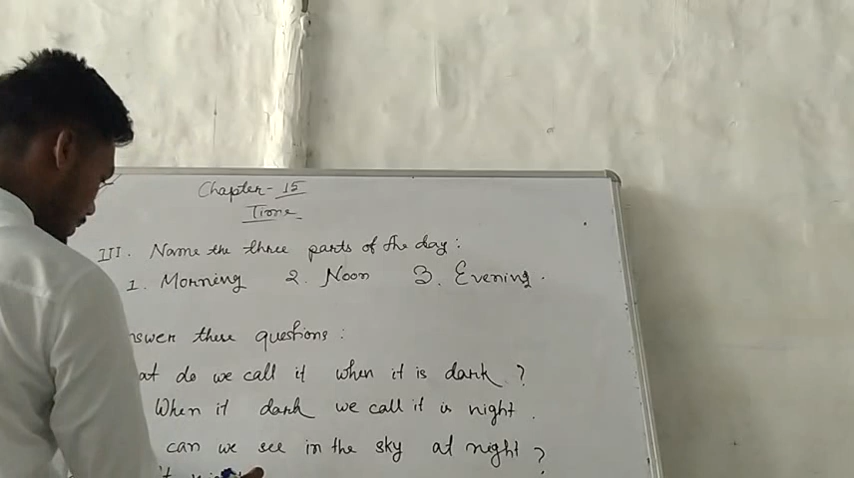 Chapter - 15
Time
III. Name the three parts of the day :
1. Morning 2. Noon 3. Evening.
nswer these questions :
at do we call it when it is dark ?
When it dark we call it is night.
can we see in the sky at night ?